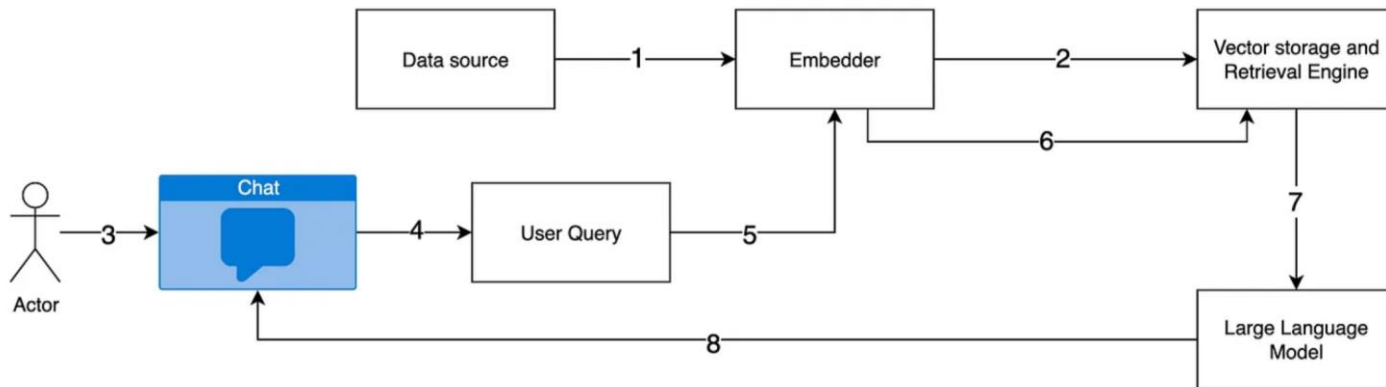 Data source
1
Embedder
2
Vector storage and
Retrieval Engine
6
Chat
7
3
4
User Query
5
Actor
8
Large Language
Model